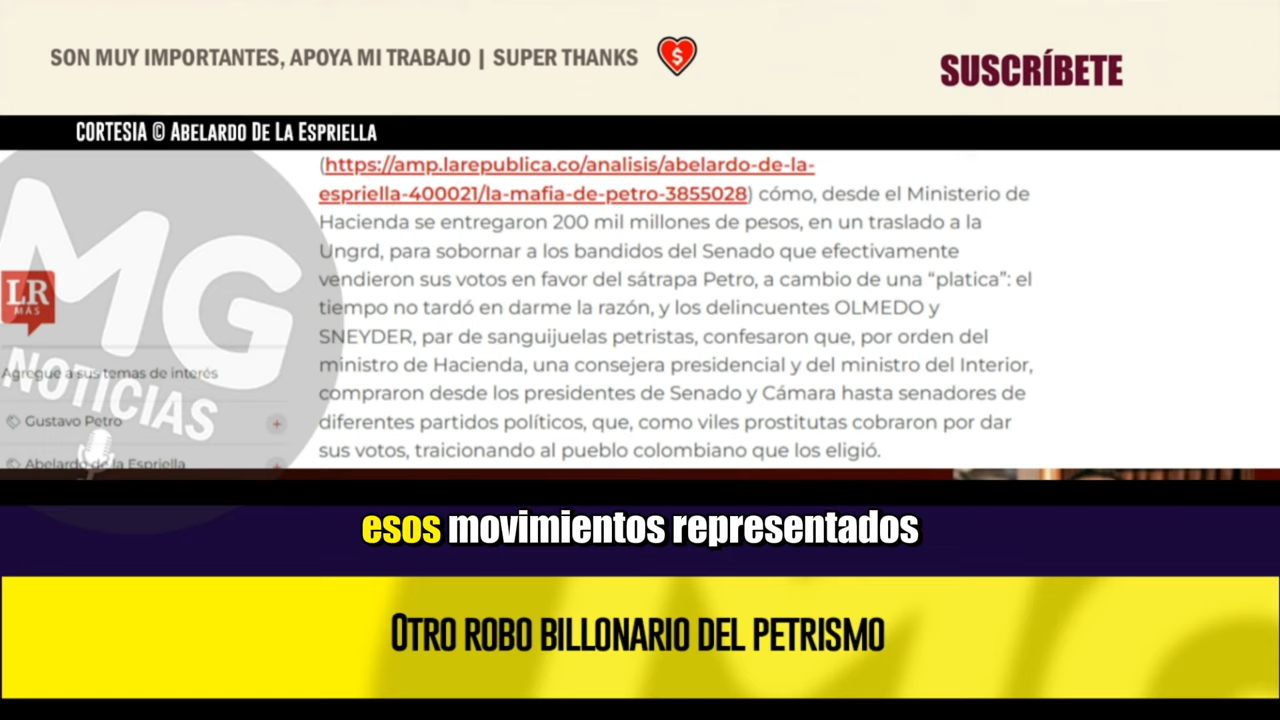 SON MUY IMPORTANTES, APOYA MI TRABAJO | SUPER THANKS
$
SUSCRÍBETE
CORTESIA © ABELARDO DE LA ESPRIELLA
(https://amp.larepublica.co/analisis/abelardo-de-la-
espriella-400021/la-mafia-de-petro-3855028) cómo, desde el Ministerio de
Hacienda se entregaron 200 mil millones de pesos, en un traslado a la
Ungrd, para sobornar a los bandidos del Senado que efectivamente
vendieron sus votos en favor del sátrapa Petro, a cambio de una “platica”: el
tiempo no tardó en darme la razón, y los delincuentes OLMEDO y
SNEYDER, par de sanguijuelas petristas, confesaron que, por orden del
ministro de Hacienda, una consejera presidencial y del ministro del Interior,
compraron desde los presidentes de Senado y Cámara hasta senadores de
diferentes partidos políticos, que, como viles prostitutas cobraron por dar
sus votos, traicionando al pueblo colombiano que los eligió.
MG
NOTICIAS
LR
MÁS
Agregue a sus temas de interés
Gustavo Petro +
Abelardo de la Espriella +
esos movimientos representados
OTRO ROBO BILLONARIO DEL PETRISMO